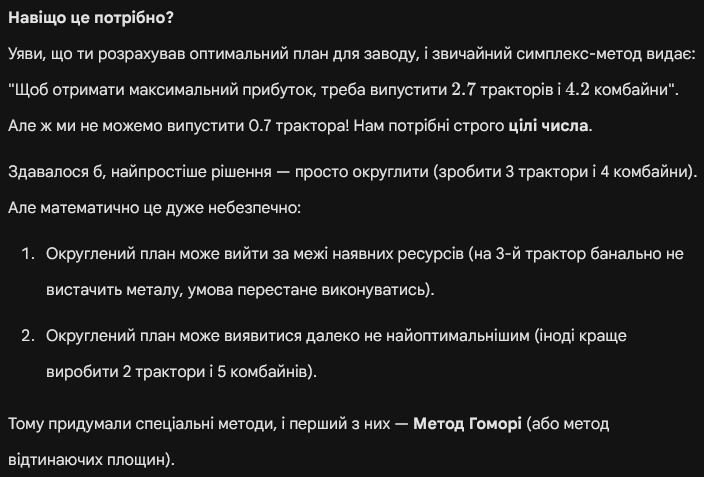 Навіщо це потрібно?
Уяви, що ти розрахував оптимальний план для заводу, і звичайний симплекс-метод видає:
"Щоб отримати максимальний прибуток, треба випустити 2.7 тракторів і 4.2 комбайни".
Але ж ми не можемо випустити 0.7 трактора! Нам потрібні строго цілі числа.
Здавалося б, найпростіше рішення — просто округлити (зробити 3 трактори і 4 комбайни).
Але математично це дуже небезпечно:
1. Округлений план може вийти за межі наявних ресурсів (на 3-й трактор банально не
вистачить металу, умова перестане виконуватись).
2. Округлений план може виявитися далеко не найоптимальнішим (іноді краще
виробити 2 трактори і 5 комбайнів).
Тому придумали спеціальні методи, і перший з них — Метод Гоморі (або метод
відтинаючих площин).